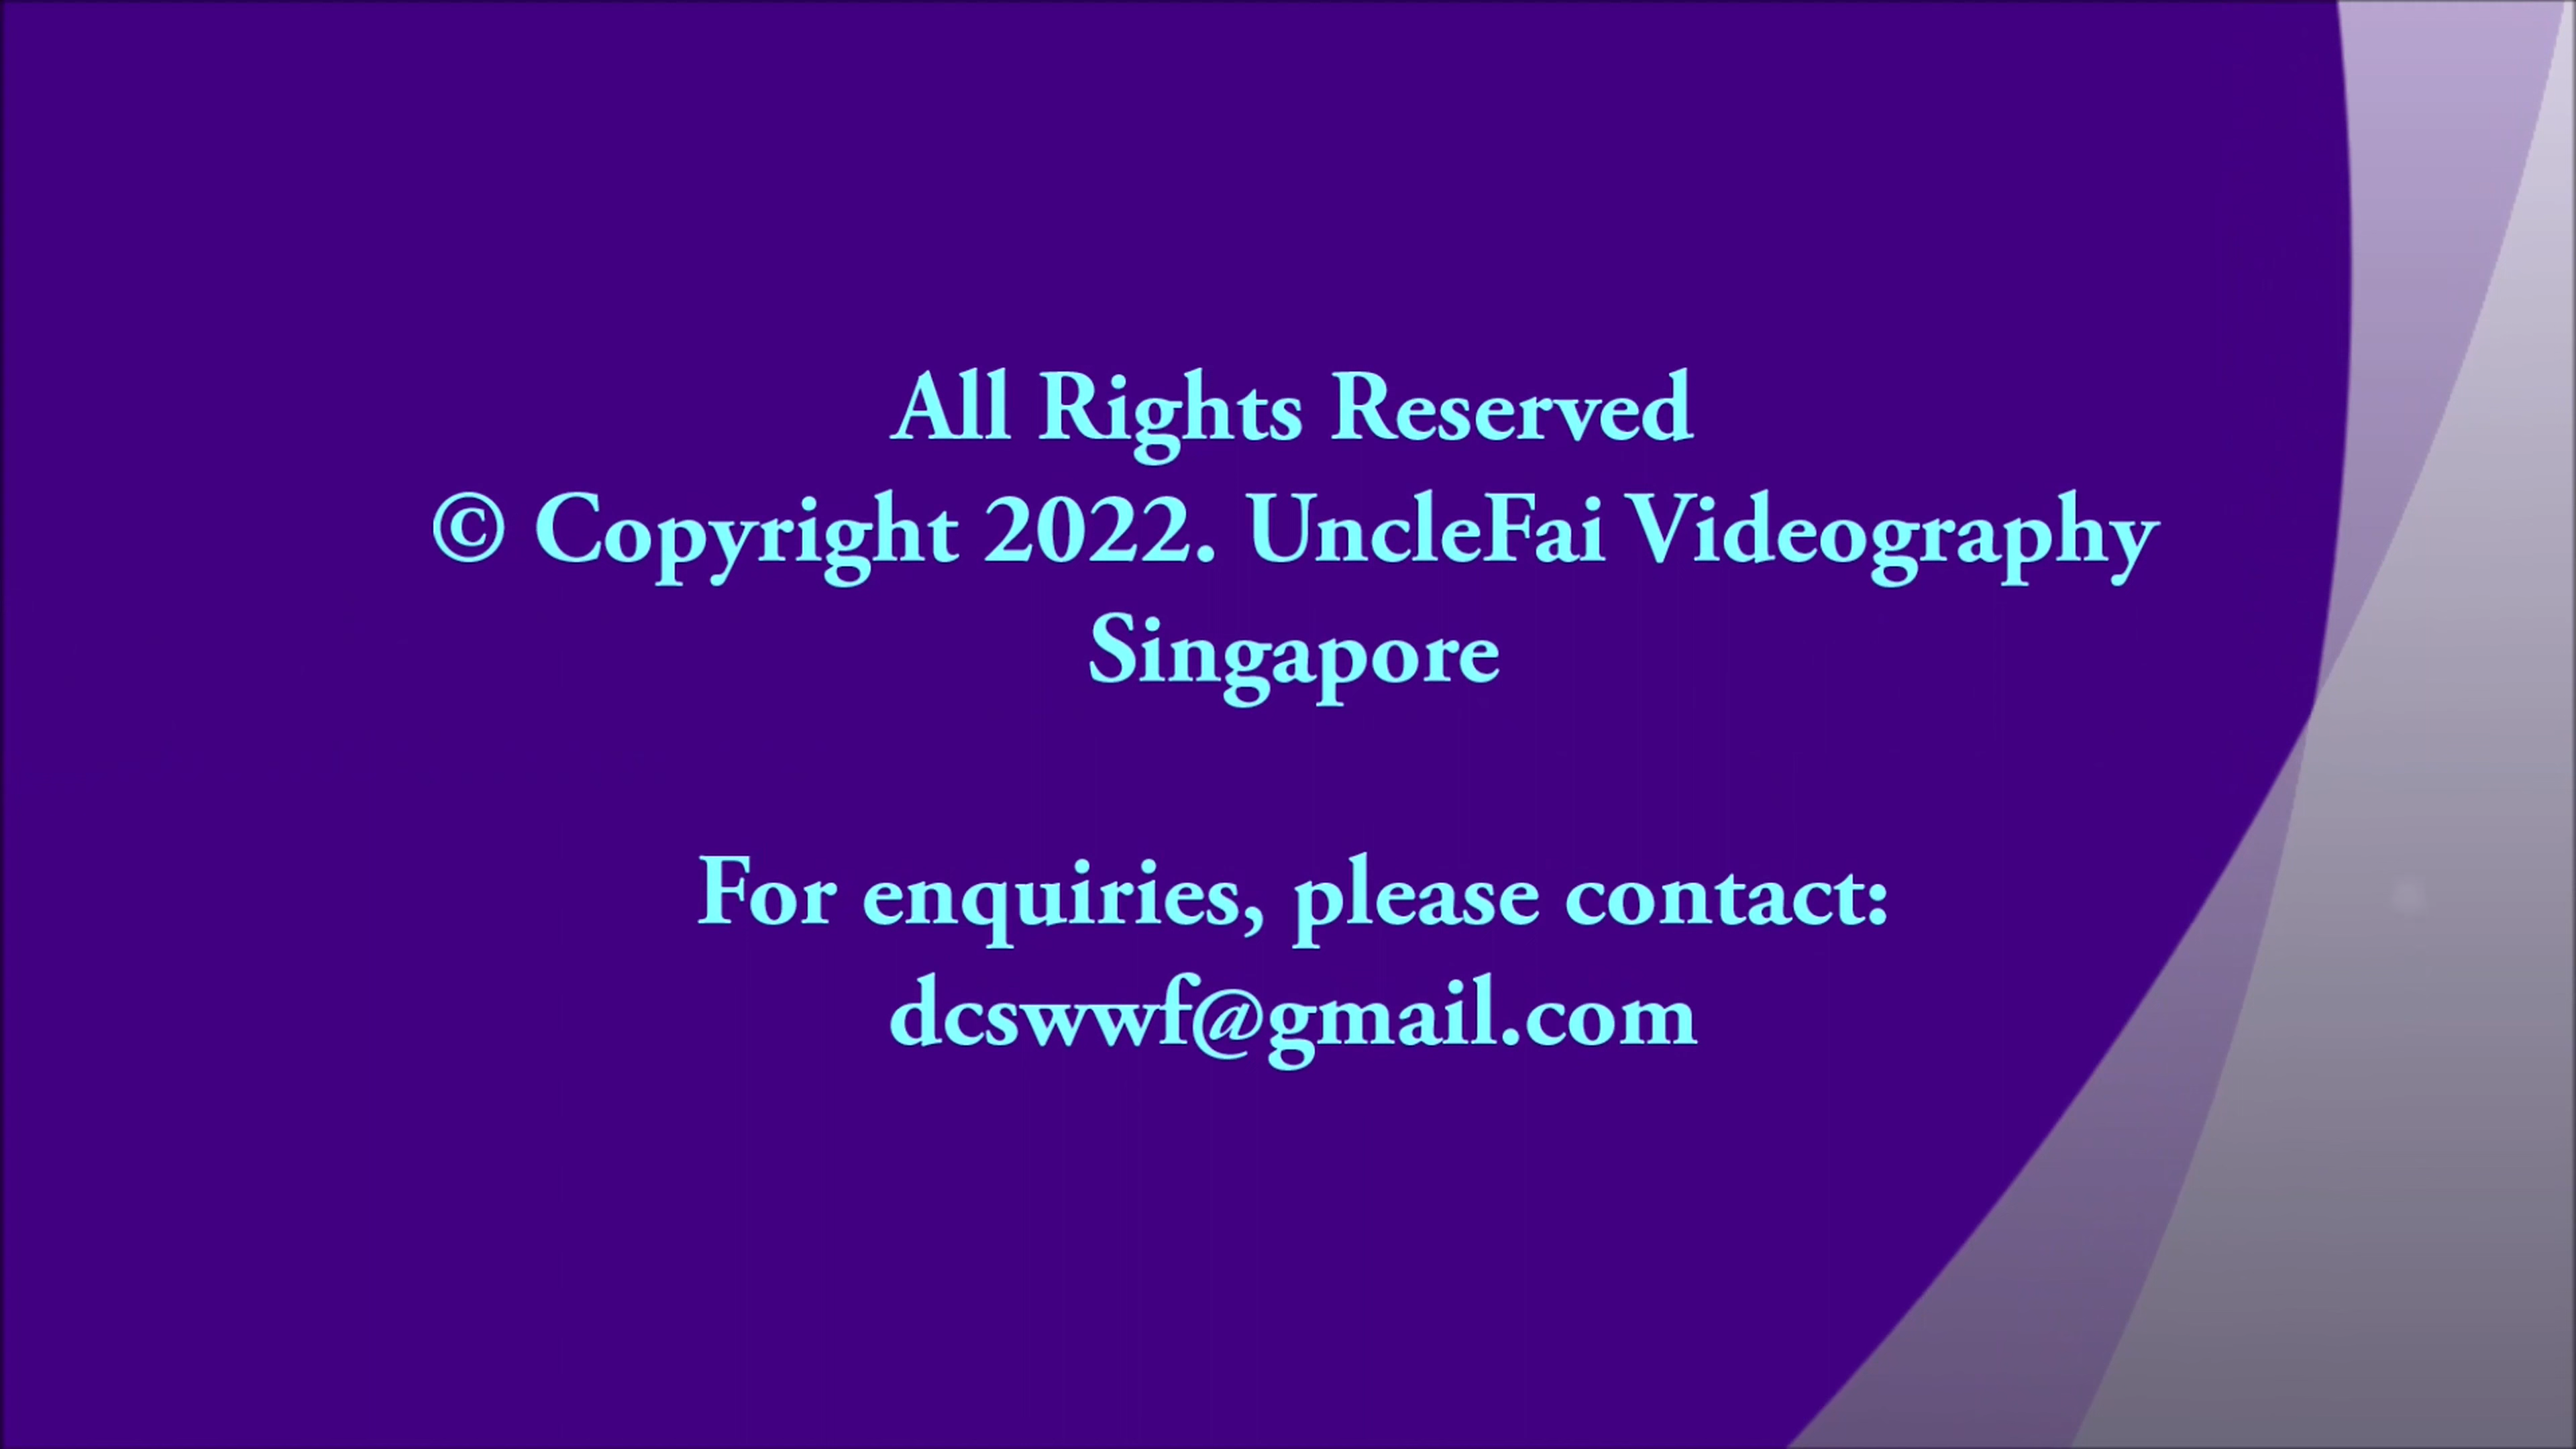 All Rights Reserved
© Copyright 2022. UncleFai Videography
Singapore
For enquiries, please contact:
dcswwf@gmail.com